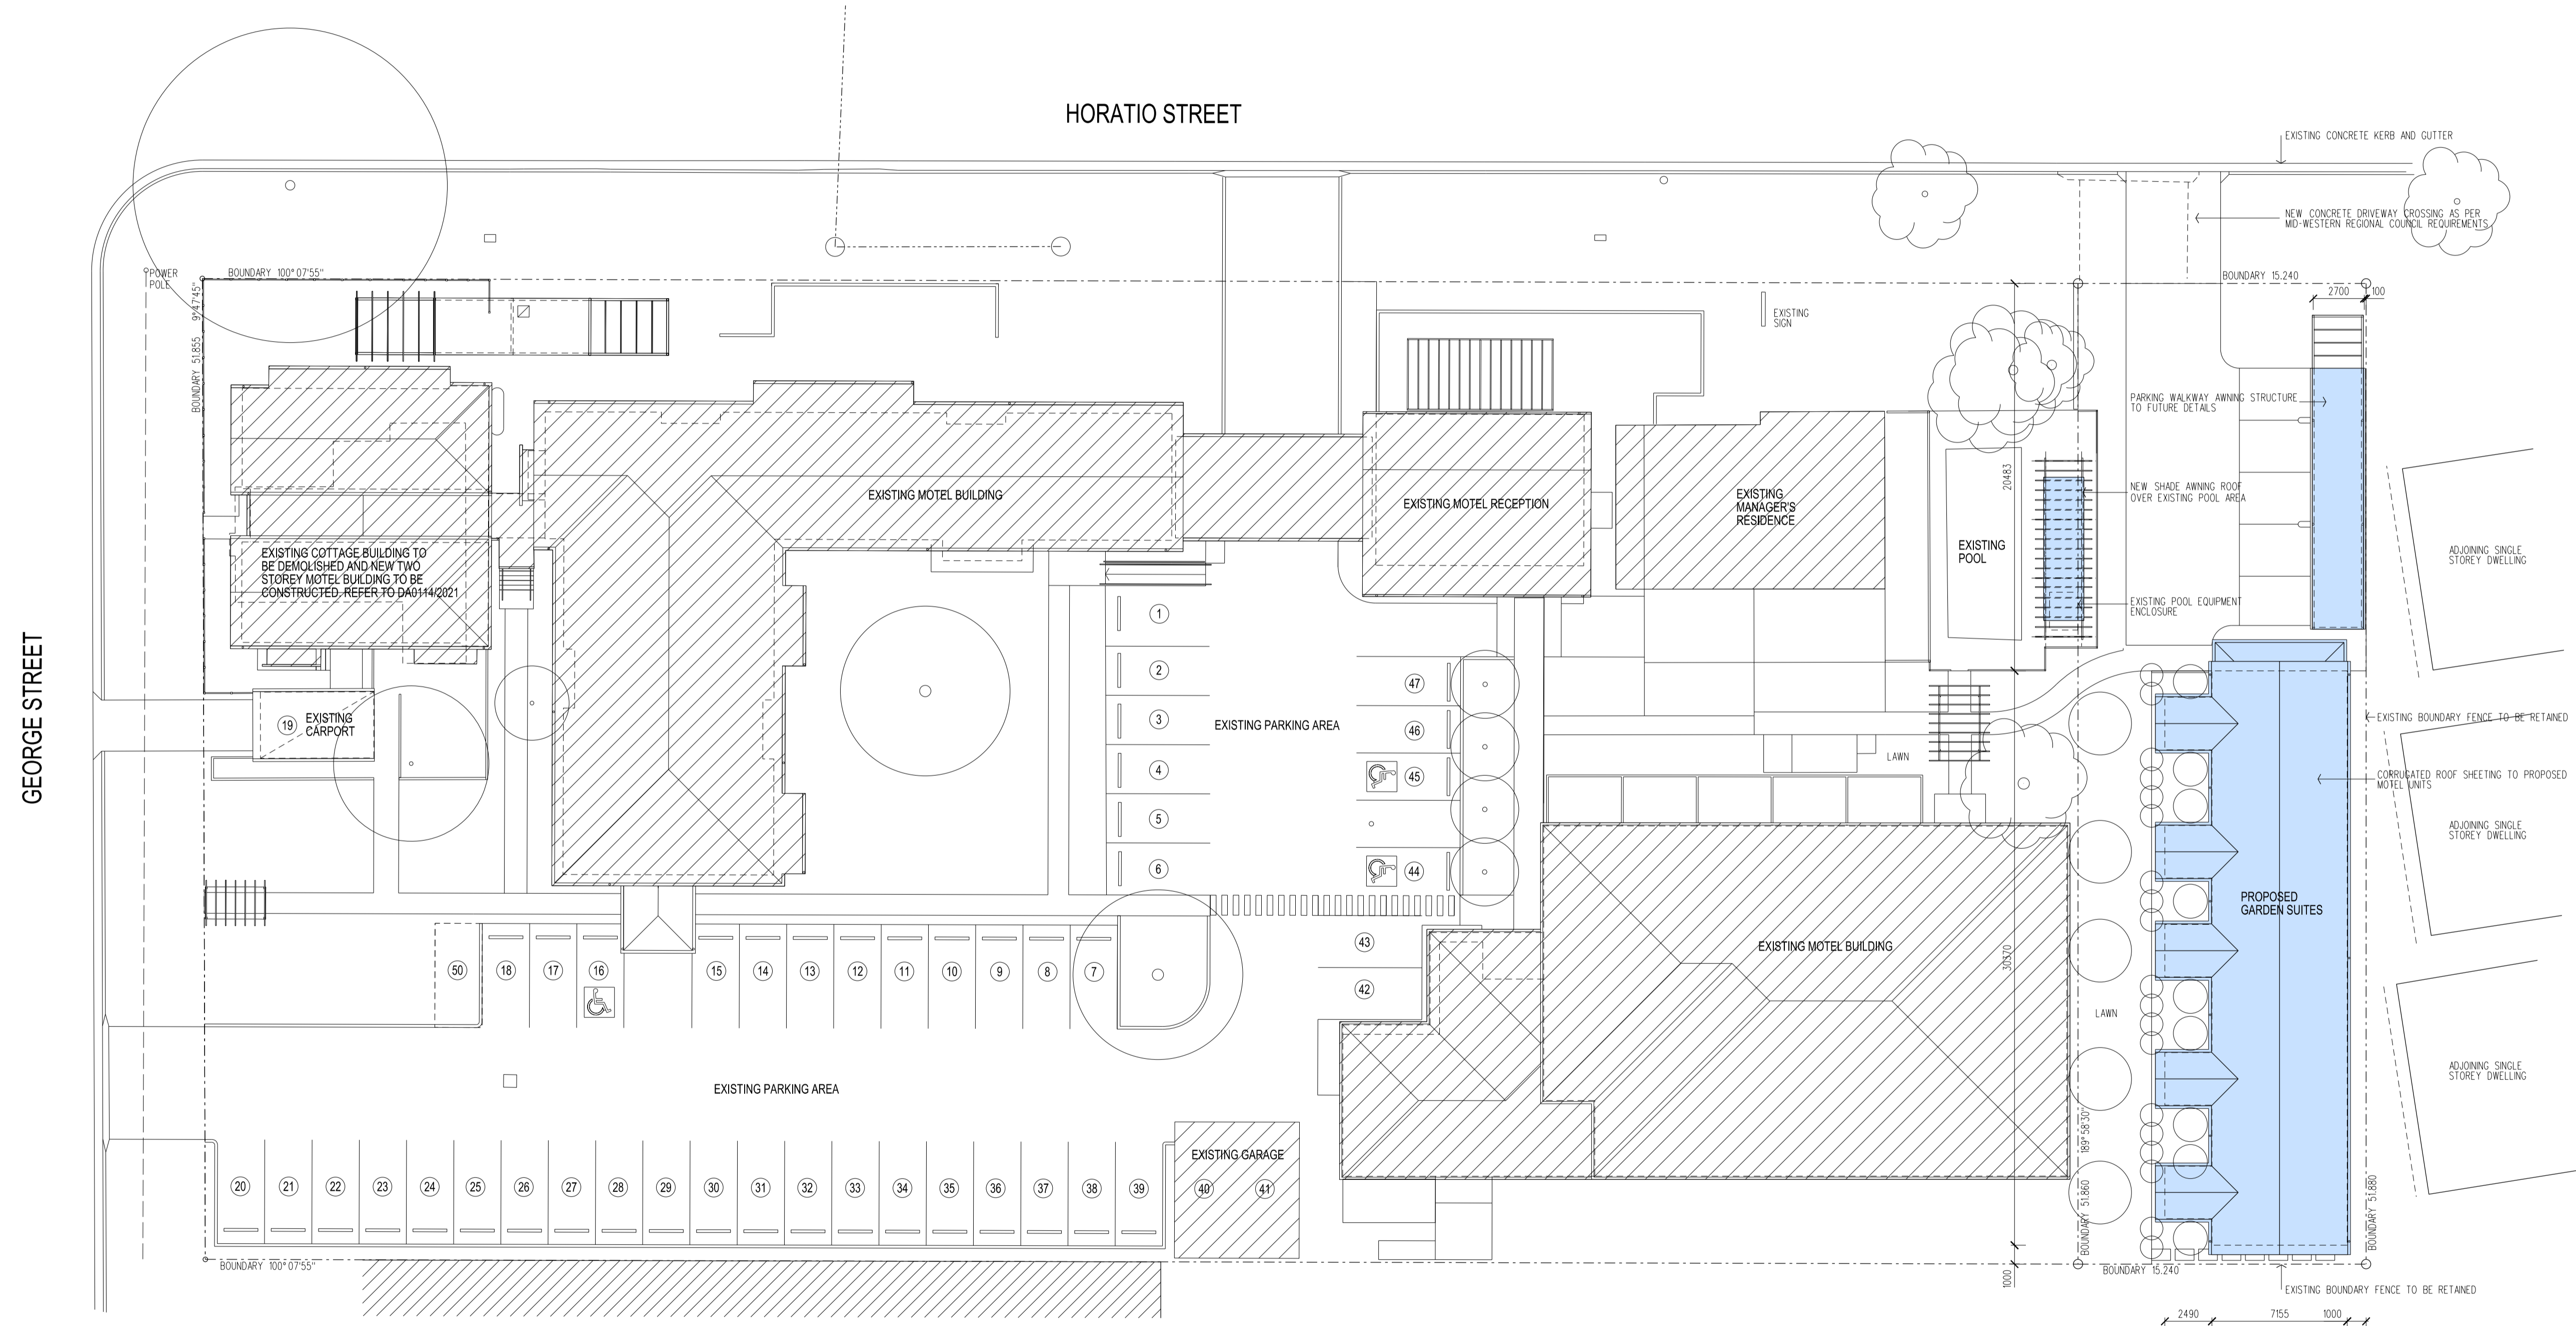 HORATIO STREET
EXISTING CONCRETE KERB AND GUTTER
NEW CONCRETE DRIVEWAY CROSSING AS PER
MID-WESTERN REGIONAL COUNCIL REQUIREMENTS
POWER
POLE
BOUNDARY 100°07'55"
BOUNDARY 51.855 9°47'45"
BOUNDARY 15.240
2700
100
EXISTING
SIGN
PARKING WALKWAY AWNING STRUCTURE
TO FUTURE DETAILS
20483
NEW SHADE AWNING ROOF
OVER EXISTING POOL AREA
EXISTING MOTEL BUILDING
EXISTING MOTEL RECEPTION
EXISTING
MANAGER'S
RESIDENCE
EXISTING
POOL
EXISTING COTTAGE BUILDING TO
BE DEMOLISHED AND NEW TWO
STOREY MOTEL BUILDING TO BE
CONSTRUCTED. REFER TO DA0114/2021
ADJOINING SINGLE
STOREY DWELLING
EXISTING POOL EQUIPMENT
ENCLOSURE
GEORGE STREET
1
2
3
4
5
6
47
46
45
44
EXISTING PARKING AREA
19
EXISTING
CARPORT
LAWN
EXISTING BOUNDARY FENCE TO BE RETAINED
CORRUGATED ROOF SHEETING TO PROPOSED
MOTEL UNITS
ADJOINING SINGLE
STOREY DWELLING
PROPOSED
GARDEN SUITES
EXISTING MOTEL BUILDING
30370
43
42
50
18
17
16
15
14
13
12
11
10
9
8
7
LAWN
ADJOINING SINGLE
STOREY DWELLING
EXISTING PARKING AREA
EXISTING GARAGE
20
21
22
23
24
25
26
27
28
29
30
31
32
33
34
35
36
37
38
39
40
41
BOUNDARY 51.860 189°58'30"
BOUNDARY 51.880
BOUNDARY 100°07'55"
BOUNDARY 15.240
1000
EXISTING BOUNDARY FENCE TO BE RETAINED
2490
7155
1000